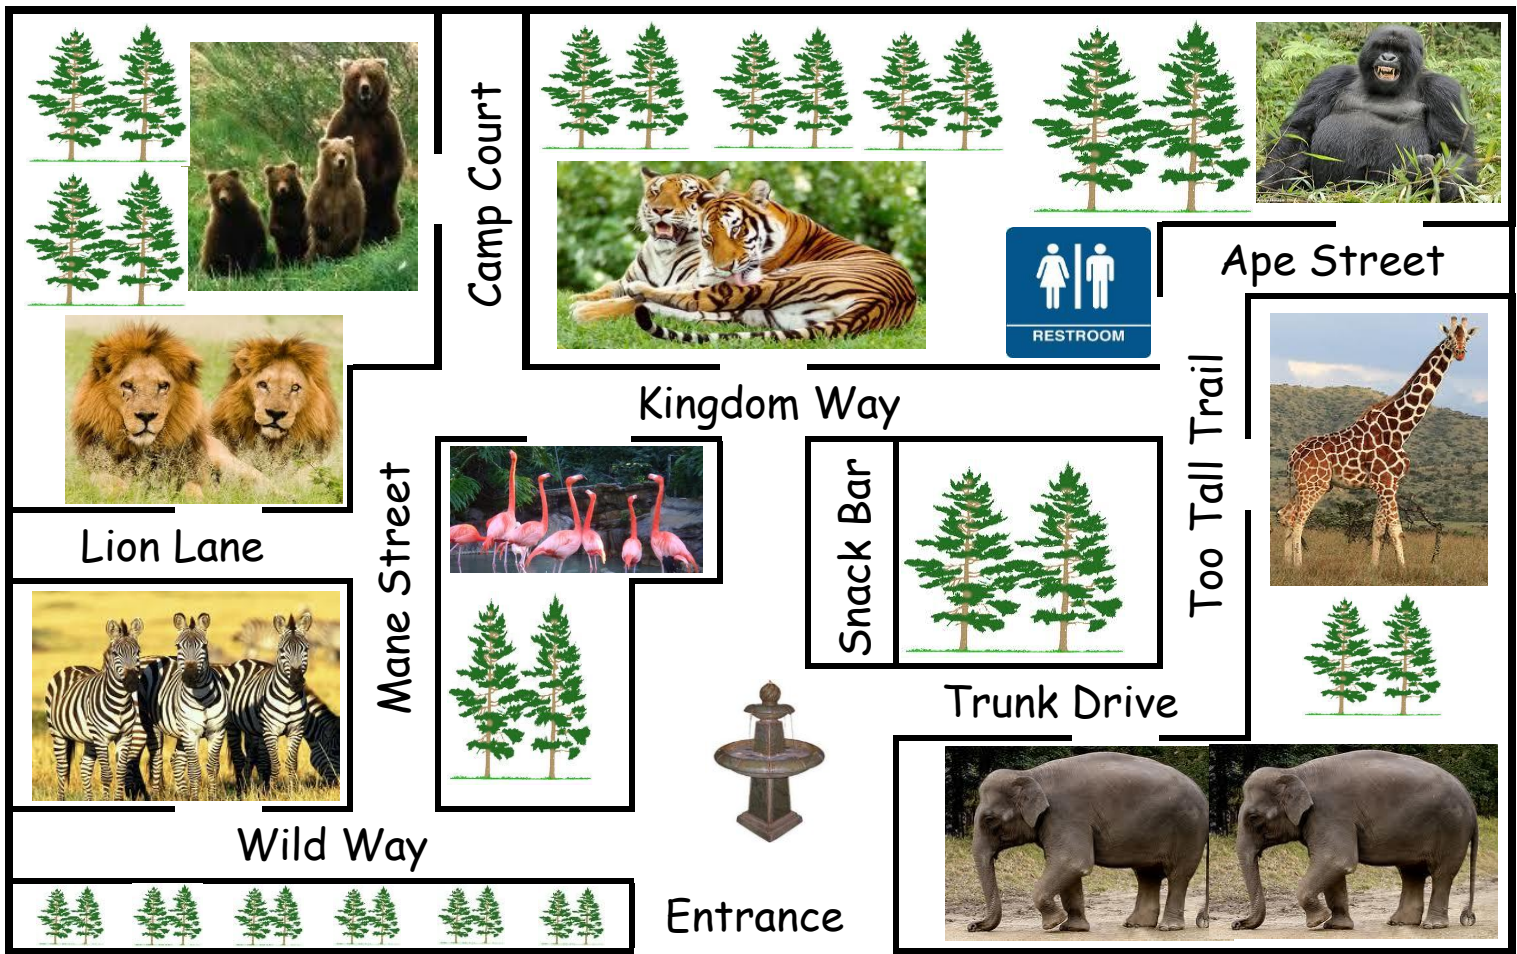 Camp Court
RESTROOM
Ape Street
Kingdom Way
Too Tall Trail
Lion Lane
Mane Street
Snack Bar
Trunk Drive
Wild Way
Entrance